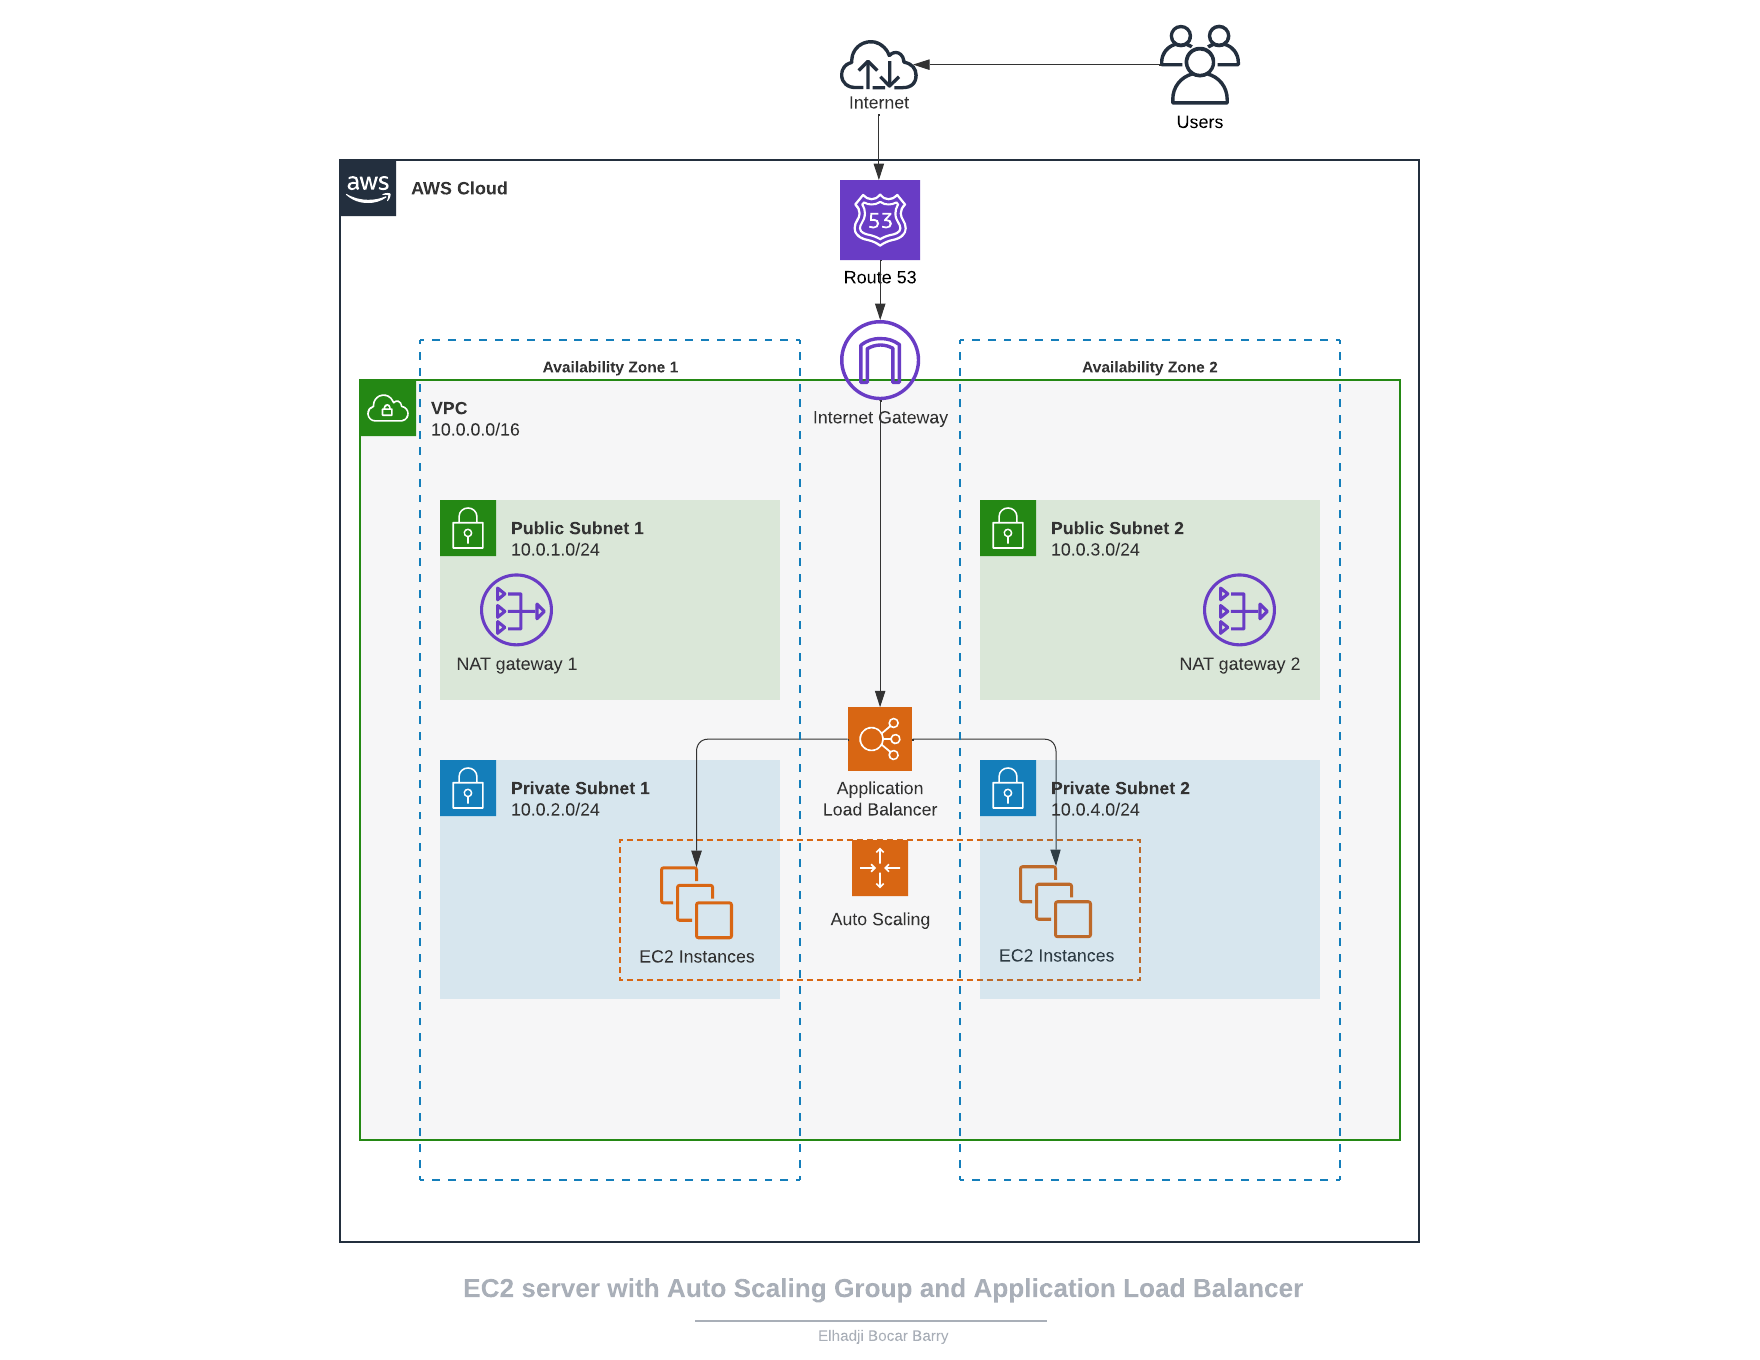 Internet
Users
aws
AWS Cloud
53
Route 53
Availability Zone 1
Availability Zone 2
VPC
10.0.0.0/16
Internet Gateway
Public Subnet 1
10.0.1.0/24
Public Subnet 2
10.0.3.0/24
NAT gateway 1
NAT gateway 2
Private Subnet 1
10.0.2.0/24
Application
Load Balancer
Private Subnet 2
10.0.4.0/24
Auto Scaling
EC2 Instances
EC2 Instances
EC2 server with Auto Scaling Group and Application Load Balancer
Elhadji Bocar Barry